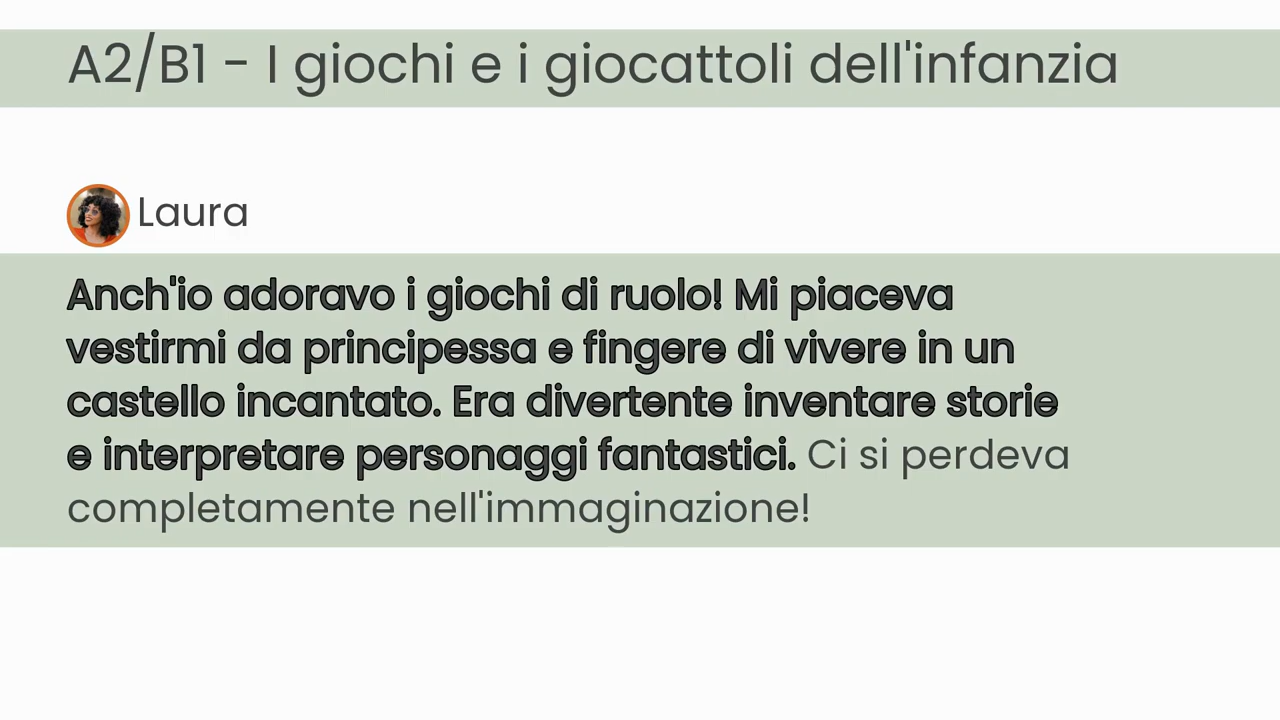 A2/B1 - I giochi e i giocattoli dell'infanzia
Laura
Anch'io adoravo i giochi di ruolo! Mi piaceva
vestirmi da principessa e fingere di vivere in un
castello incantato. Era divertente inventare storie
e interpretare personaggi fantastici. Ci si perdeva
completamente nell'immaginazione!